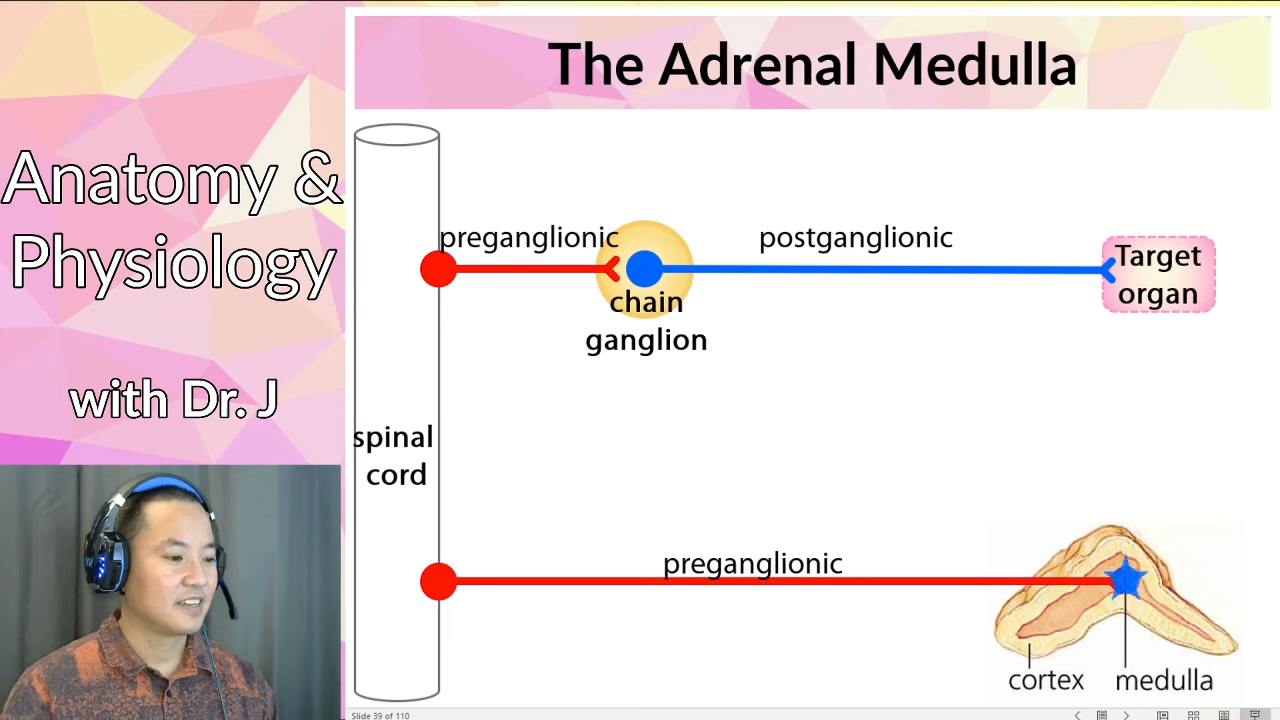 Anatomy &
Physiology
with Dr. J
The Adrenal Medulla
preganglionic
postganglionic
Target
organ
chain
ganglion
spinal
cord
preganglionic
cortex
medulla
Slide 39 of 110